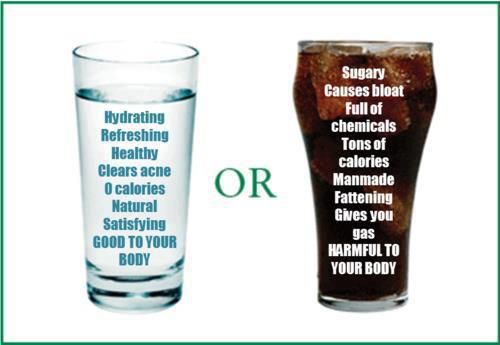 Hydrating
Refreshing
Healthy
Clears acne
0 calories
Natural
Satisfying
GOOD TO YOUR
BODY
OR
Sugary
Causes bloat
Full of
chemicals
Tons of
calories
Manmade
Fattening
Gives you
gas
HARMFUL TO
YOUR BODY